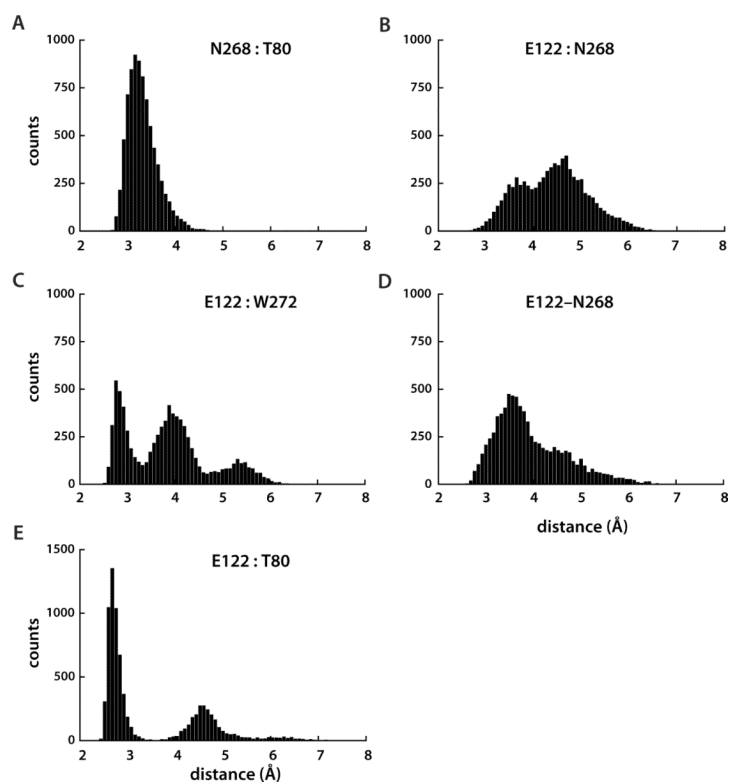 A
N268 : T80
1000
750
500
250
0
counts
2 3 4 5 6 7 8
B
E122 : N268
1000
750
500
250
0
2 3 4 5 6 7 8
C
E122 : W272
1000
750
500
250
0
counts
2 3 4 5 6 7 8
D
E122–N268
1000
750
500
250
0
2 3 4 5 6 7 8
distance (Å)
E
E122 : T80
1500
1000
500
0
counts
2 3 4 5 6 7 8
distance (Å)